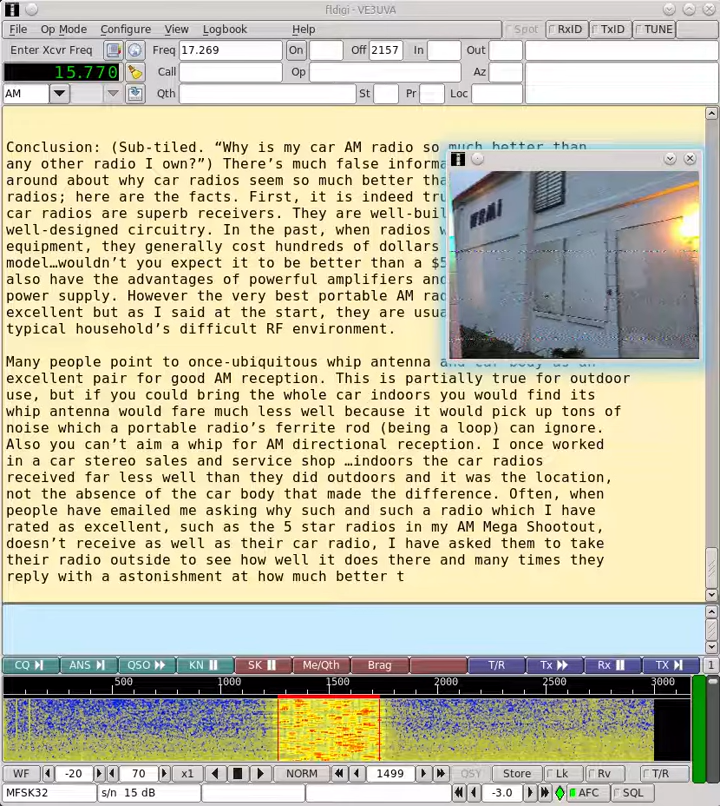 fldigi - VE3UVA
File Op Mode Configure View Logbook Help Spot RxID TxID TUNE
Enter Xcvr Freq Freq 17.269 On Off 2157 In Out
15.770 Call Op Az
AM Qth St Pr Loc
Conclusion: (Sub-tiled. “Why is my car AM radio so much better than
any other radio I own?”) There’s much false informa
around about why car radios seem so much better tha
radios; here are the facts. First, it is indeed tru
car radios are superb receivers. They are well-buil
well-designed circuitry. In the past, when radios w
equipment, they generally cost hundreds of dollars
model…wouldn’t you expect it to be better than a $5
also have the advantages of powerful amplifiers and
power supply. However the very best portable AM rad
excellent but as I said at the start, they are usua
typical household’s difficult RF environment.
WRMi
Many people point to once-ubiquitous whip antenna and car body as an
excellent pair for good AM reception. This is partially true for outdoor
use, but if you could bring the whole car indoors you would find its
whip antenna would fare much less well because it would pick up tons of
noise which a portable radio’s ferrite rod (being a loop) can ignore.
Also you can’t aim a whip for AM directional reception. I once worked
in a car stereo sales and service shop …indoors the car radios
received far less well than they did outdoors and it was the location,
not the absence of the car body that made the difference. Often, when
people have emailed me asking why such and such a radio which I have
rated as excellent, such as the 5 star radios in my AM Mega Shootout,
doesn’t receive as well as their car radio, I have asked them to take
their radio outside to see how well it does there and many times they
reply with a astonishment at how much better t
CQ ANS QSO KN SK Me/Qth Brag T/R Tx Rx TX 1
500 1000 1500 2000 2500 3000
WF -20 70 x1 NORM 1499 QSY Store Lk Rv T/R
MFSK32 s/n 15 dB -3.0 AFC SQL